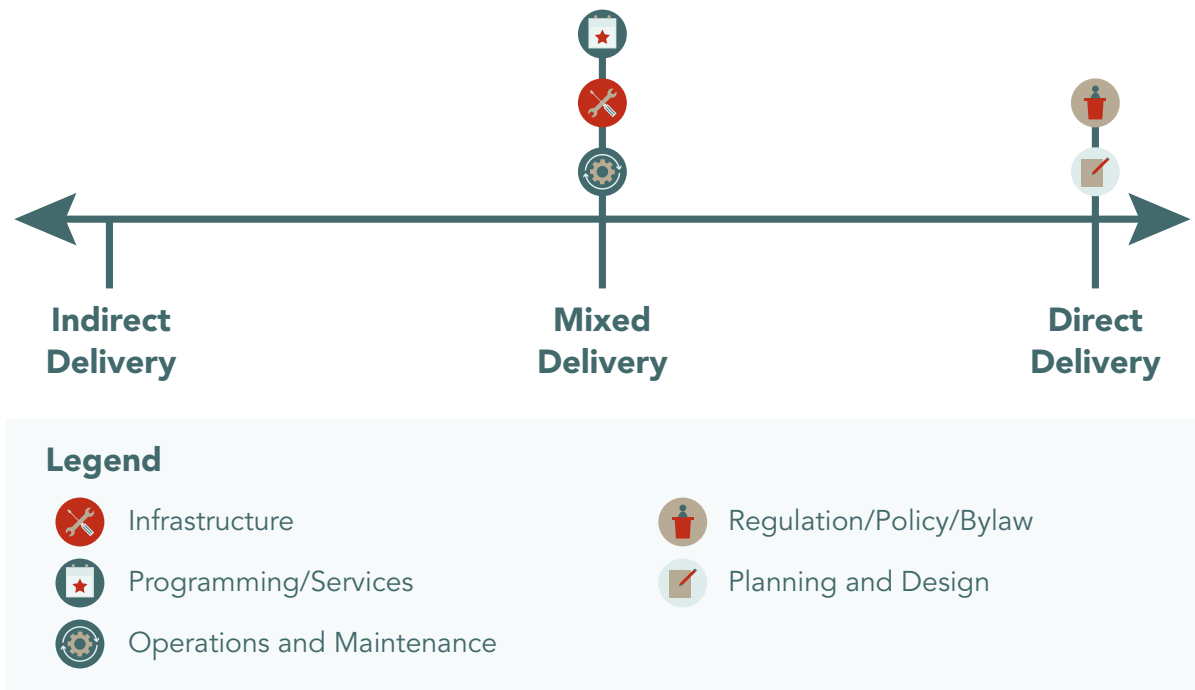 Indirect
Delivery
Mixed
Delivery
Direct
Delivery
Legend
Infrastructure
Programming/Services
Operations and Maintenance
Regulation/Policy/Bylaw
Planning and Design